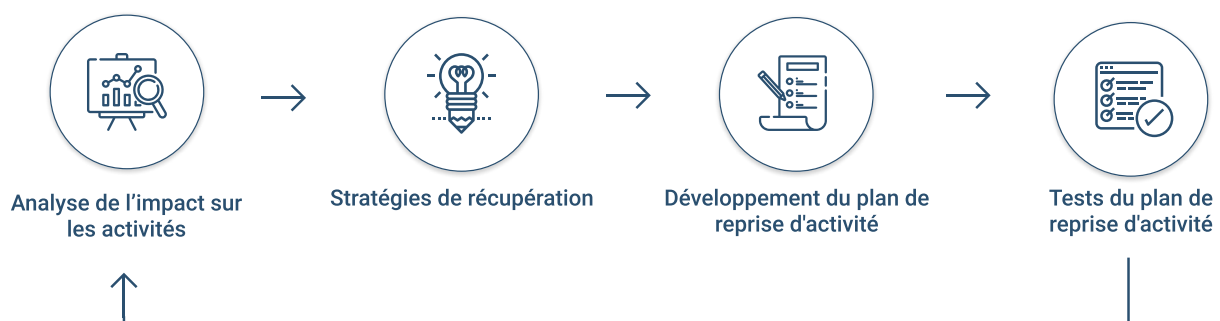 Analyse de l’impact sur
les activités
Stratégies de récupération
Développement du plan de
reprise d'activité
Tests du plan de
reprise d'activité